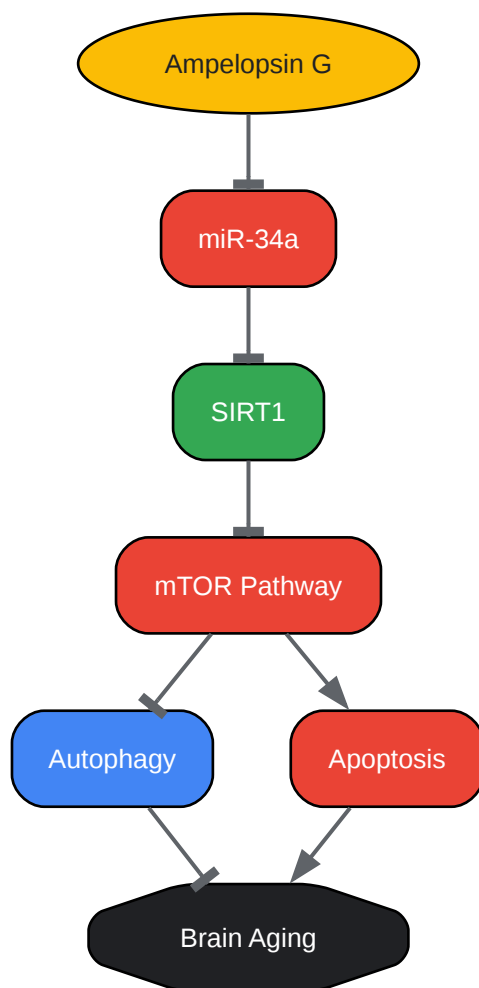 Ampelopsin G
miR-34a
SIRT1
mTOR Pathway
Autophagy
Apoptosis
Brain Aging